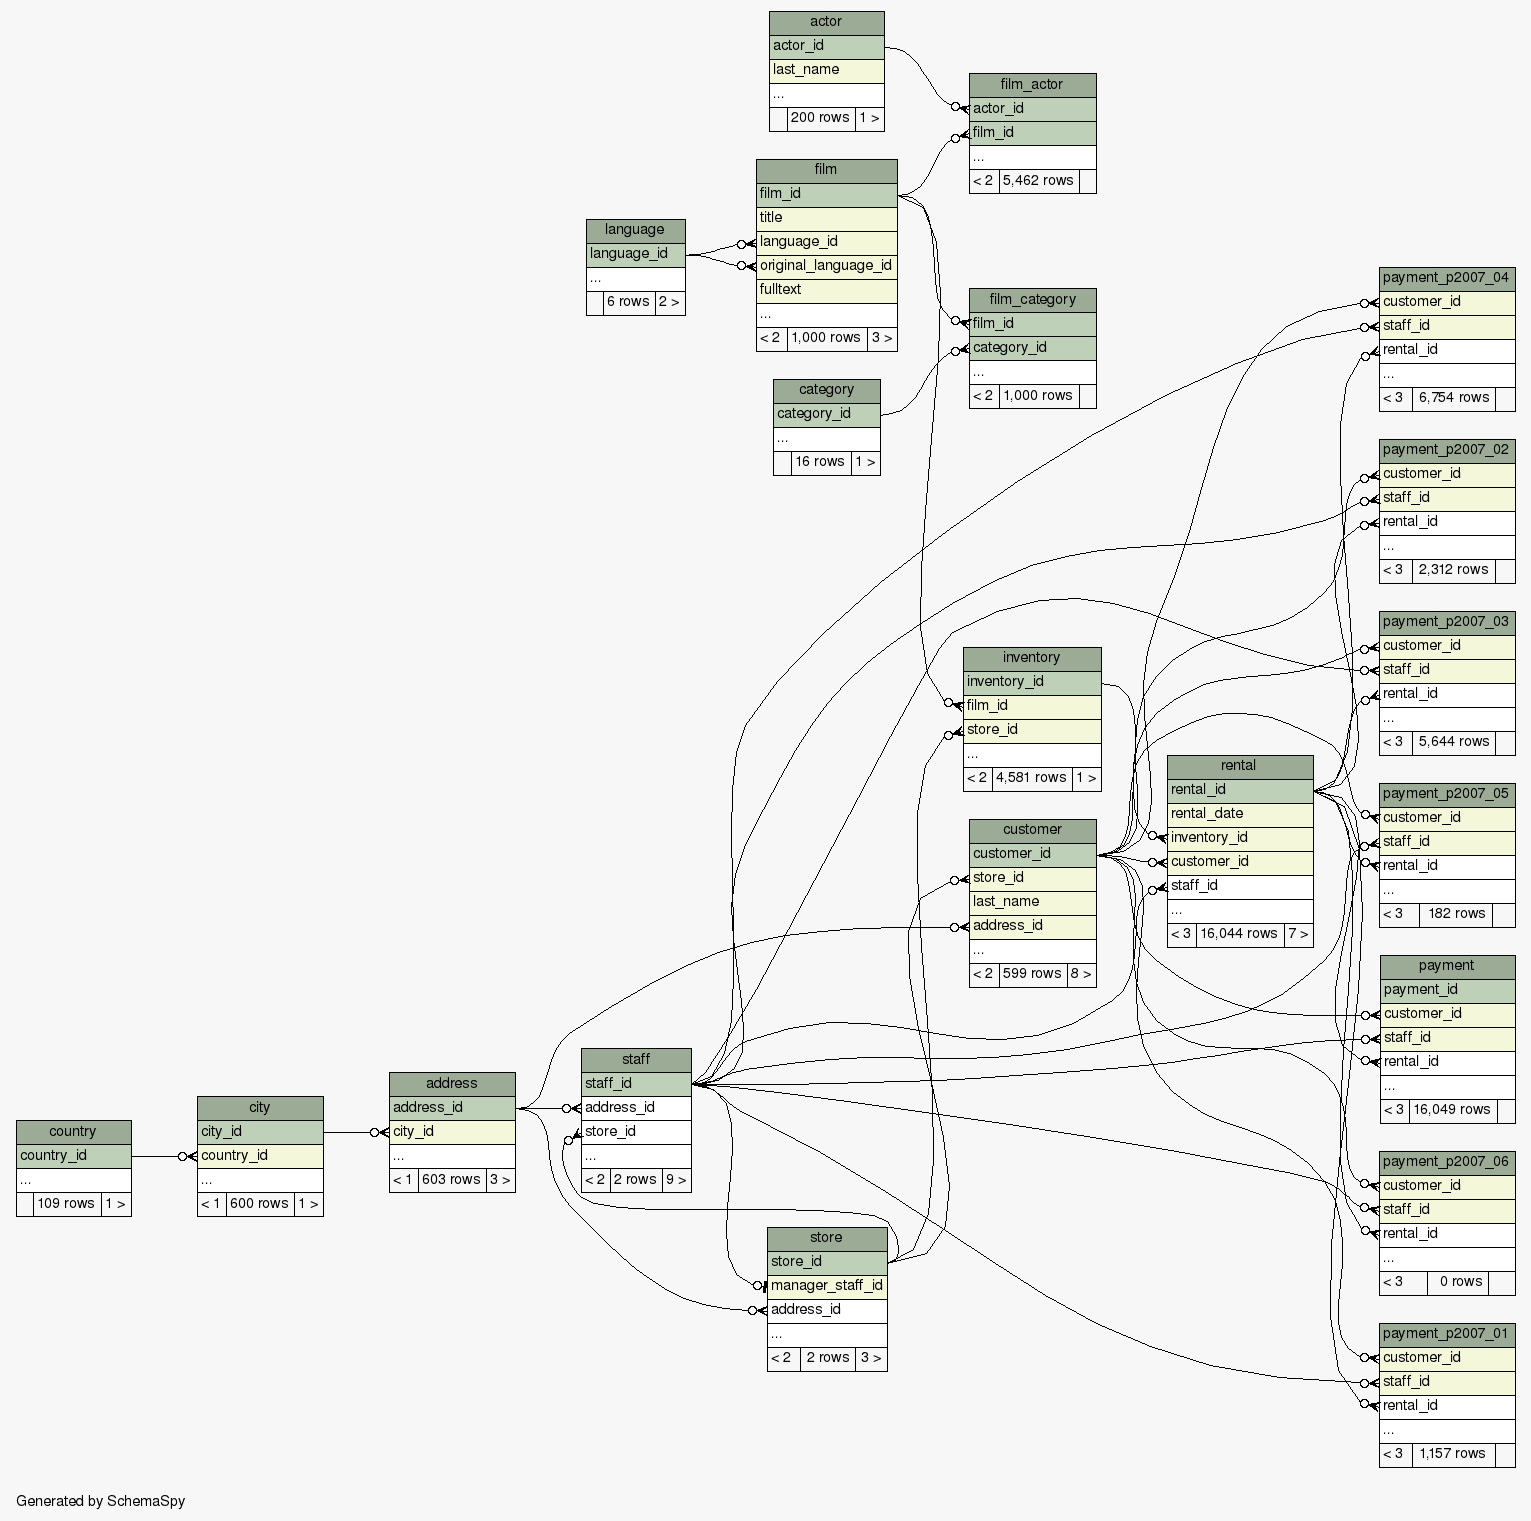 actor
actor_id
last_name
...
200 rows 1 >
film_actor
actor_id
film_id
...
< 2 5,462 rows
film
film_id
title
language_id
original_language_id
fulltext
...
< 2 1,000 rows 3 >
language
language_id
...
6 rows 2 >
film_category
film_id
category_id
...
< 2 1,000 rows
category
category_id
...
16 rows 1 >
payment_p2007_04
customer_id
staff_id
rental_id
...
< 3 6,754 rows
payment_p2007_02
customer_id
staff_id
rental_id
...
< 3 2,312 rows
payment_p2007_03
customer_id
staff_id
rental_id
...
< 3 5,644 rows
inventory
inventory_id
film_id
store_id
...
< 2 4,581 rows 1 >
rental
rental_id
rental_date
inventory_id
customer_id
staff_id
...
< 3 16,044 rows 7 >
payment_p2007_05
customer_id
staff_id
rental_id
...
< 3 182 rows
customer
customer_id
store_id
last_name
address_id
...
< 2 599 rows 8 >
payment
payment_id
customer_id
staff_id
rental_id
...
< 3 16,049 rows
staff
staff_id
address_id
store_id
...
< 2 2 rows 9 >
address
address_id
city_id
...
< 1 603 rows 3 >
city
city_id
country_id
...
< 1 600 rows 1 >
country
country_id
...
109 rows 1 >
payment_p2007_06
customer_id
staff_id
rental_id
...
< 3 0 rows
store
store_id
manager_staff_id
address_id
...
< 2 2 rows 3 >
payment_p2007_01
customer_id
staff_id
rental_id
...
< 3 1,157 rows
Generated by SchemaSpy